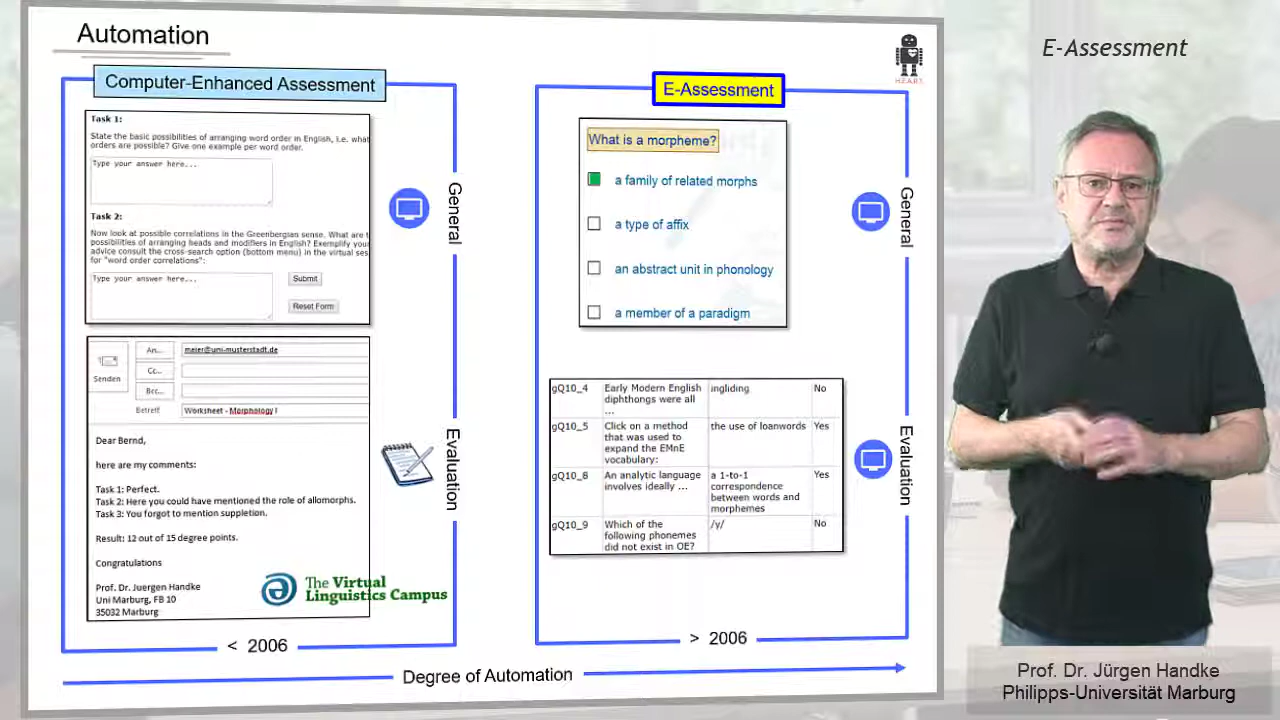 Automation
H.E.A.R.T.
E-Assessment
Computer-Enhanced Assessment
Task 1:
State the basic possibilities of arranging word order in English, i.e. what
orders are possible? Give one example per word order.
Type your answer here...
Task 2:
Now look at possible correlations in the Greenbergian sense. What are t
possibilities of arranging heads and modifiers in English? Exemplify your
advice consult the cross-search option (bottom menu) in the virtual ses
for "word order correlations":
Type your answer here...
Submit
Reset Form
General
Senden
An...
meier@uni-musterstadt.de
Cc...
Bcc...
Betreff
Worksheet - Morphology I
Dear Bernd,
here are my comments:
Task 1: Perfect.
Task 2: Here you could have mentioned the role of allomorphs.
Task 3: You forgot to mention suppletion.
Result: 12 out of 15 degree points.
Congratulations
Prof. Dr. Juergen Handke
Uni Marburg, FB 10
35032 Marburg
The Virtual
Linguistics Campus
Evaluation
< 2006
E-Assessment
What is a morpheme?
a family of related morphs
a type of affix
an abstract unit in phonology
a member of a paradigm
General
gQ10_4 Early Modern English ingliding No
diphthongs were all
...
gQ10_5 Click on a method the use of loanwords Yes
that was used to
expand the EMnE
vocabulary:
gQ10_8 An analytic language a 1-to-1 Yes
involves ideally ... correspondence
between words and
morphemes
gQ10_9 Which of the /y/ No
following phonemes
did not exist in OE?
Evaluation
> 2006
Degree of Automation
Prof. Dr. Jürgen Handke
Philipps-Universität Marburg